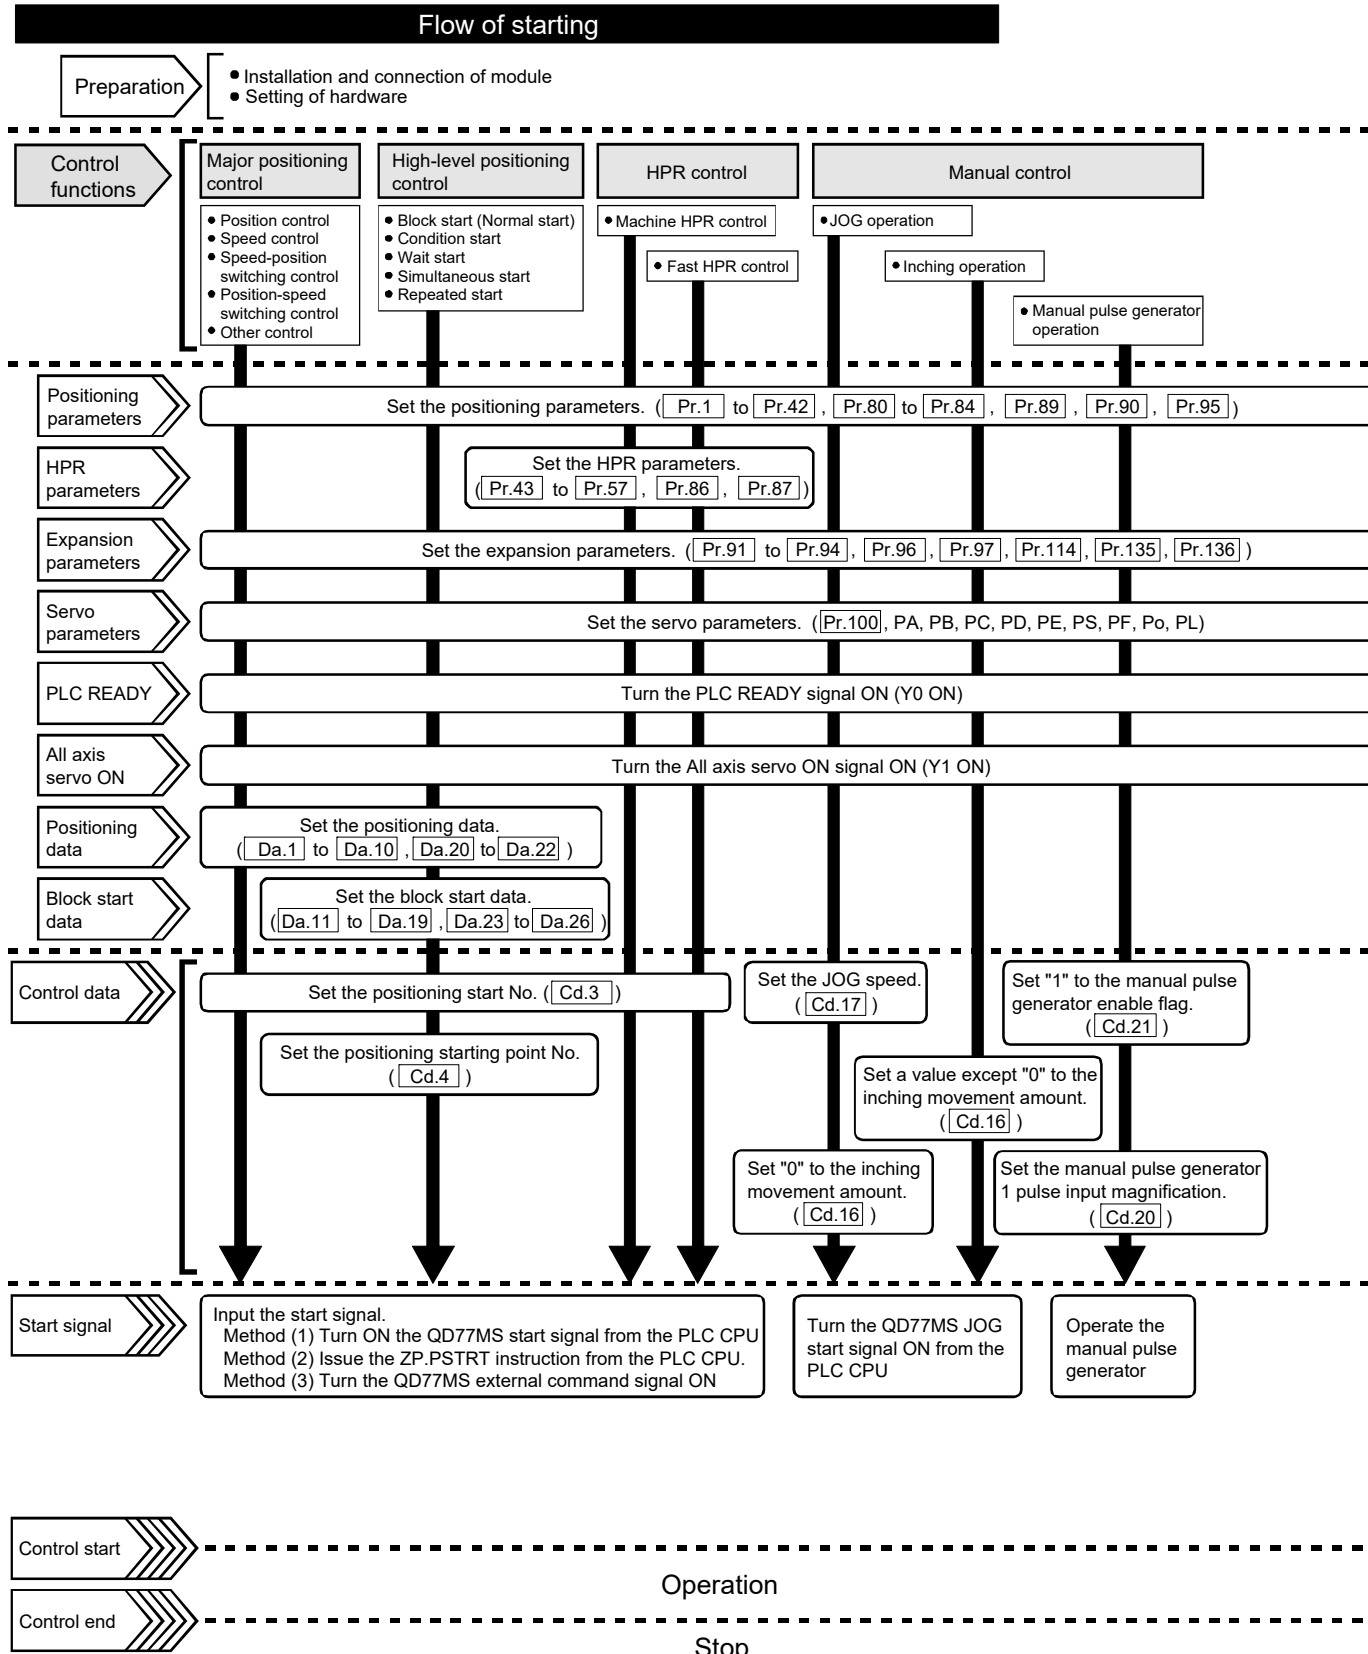 Flow of starting
Preparation
• Installation and connection of module
• Setting of hardware
Control
functions
Major positioning
control
• Position control
• Speed control
• Speed-position
switching control
• Position-speed
switching control
• Other control
High-level positioning
control
• Block start (Normal start)
• Condition start
• Wait start
• Simultaneous start
• Repeated start
HPR control
• Machine HPR control
• Fast HPR control
Manual control
• JOG operation
• Inching operation
• Manual pulse generator
operation
Positioning
parameters
Set the positioning parameters. ( Pr.1 to Pr.42 , Pr.80 to Pr.84 , Pr.89 , Pr.90 , Pr.95 )
HPR
parameters
Set the HPR parameters.
( Pr.43 to Pr.57 , Pr.86 , Pr.87 )
Expansion
parameters
Set the expansion parameters. ( Pr.91 to Pr.94 , Pr.96 , Pr.97 , Pr.114 , Pr.135 , Pr.136 )
Servo
parameters
Set the servo parameters. ( Pr.100 , PA, PB, PC, PD, PE, PS, PF, Po, PL)
PLC READY
Turn the PLC READY signal ON (Y0 ON)
All axis
servo ON
Turn the All axis servo ON signal ON (Y1 ON)
Positioning
data
Set the positioning data.
( Da.1 to Da.10 , Da.20 to Da.22 )
Block start
data
Set the block start data.
( Da.11 to Da.19 , Da.23 to Da.26 )
Control data
Set the positioning start No. ( Cd.3 )
Set the positioning starting point No.
( Cd.4 )
Set the JOG speed.
( Cd.17 )
Set "0" to the inching
movement amount.
( Cd.16 )
Set a value except "0" to the
inching movement amount.
( Cd.16 )
Set "1" to the manual pulse
generator enable flag.
( Cd.21 )
Set the manual pulse generator
1 pulse input magnification.
( Cd.20 )
Start signal
Input the start signal.
Method (1) Turn ON the QD77MS start signal from the PLC CPU
Method (2) Issue the ZP.PSTRT instruction from the PLC CPU.
Method (3) Turn the QD77MS external command signal ON
Turn the QD77MS JOG
start signal ON from the
PLC CPU
Operate the
manual pulse
generator
Control start
Operation
Control end
Stop